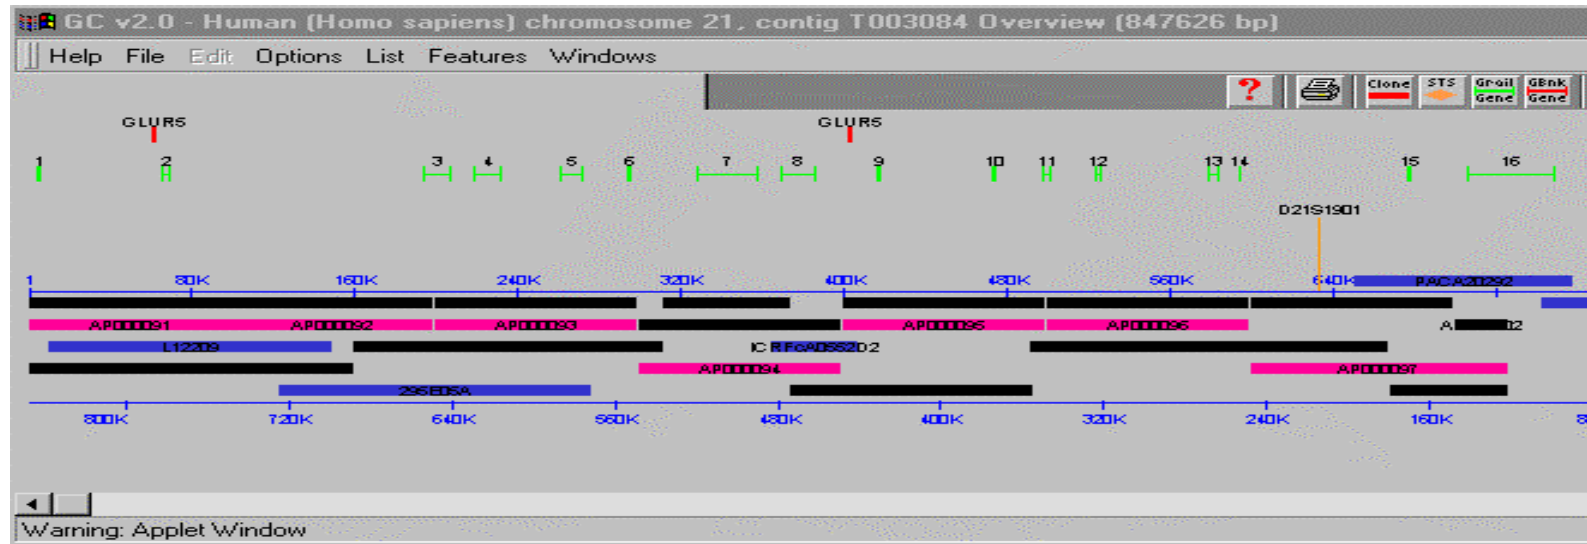 GC v2.0 - Human (Homo sapiens) chromosome 21, contig T003084 Overview (847626 bp)
Help File Edit Options List Features Windows
? Clone STS Grail Gene GBnk Gene
GLUR5 GLUR5
1 2 3 4 5 6 7 8 9 10 11 12 13 14 15 16
D21S1901
1 80K 160K 240K 320K 400K 480K 560K 640K PACA20292
AP000091 AP000092 AP000093 AP000095 AP000096
L12209 ICRFcA0552D2
AP000094 AP000097
295E05A
800K 720K 640K 560K 480K 400K 320K 240K 160K
Warning: Applet Window